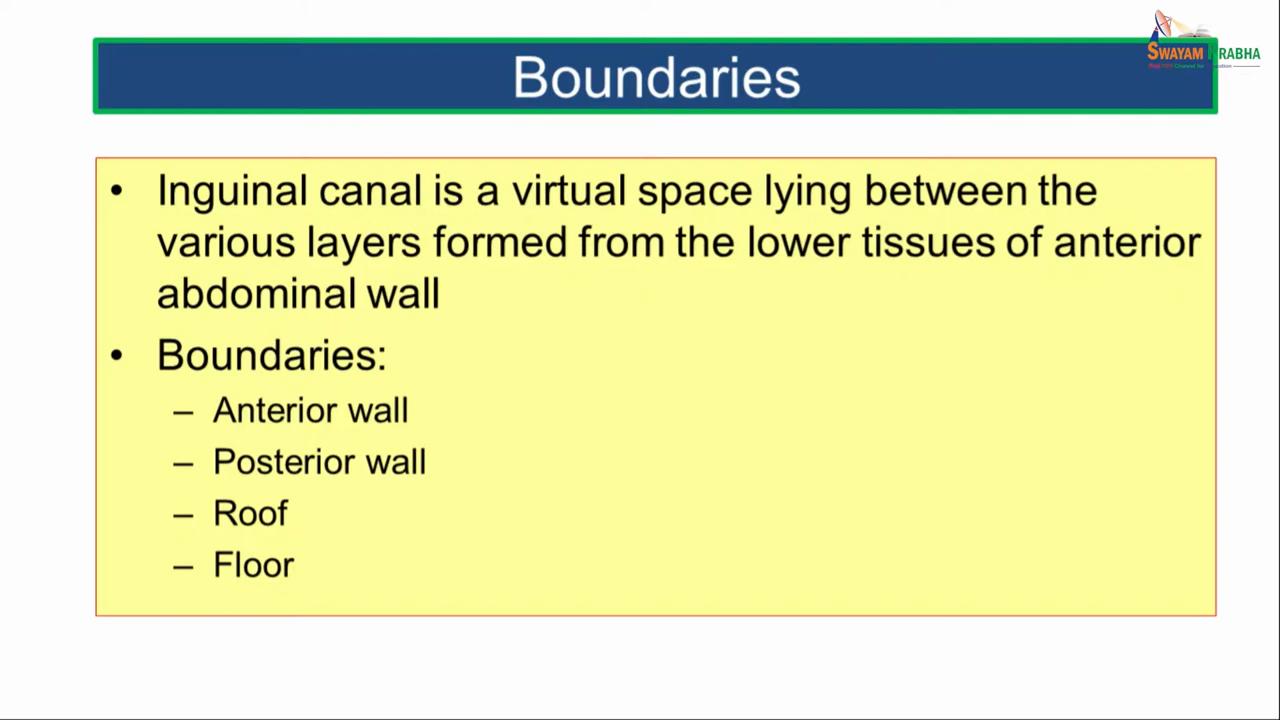 SWAYAM PRABHA
Boundaries
• Inguinal canal is a virtual space lying between the
various layers formed from the lower tissues of anterior
abdominal wall
• Boundaries:
– Anterior wall
– Posterior wall
– Roof
– Floor